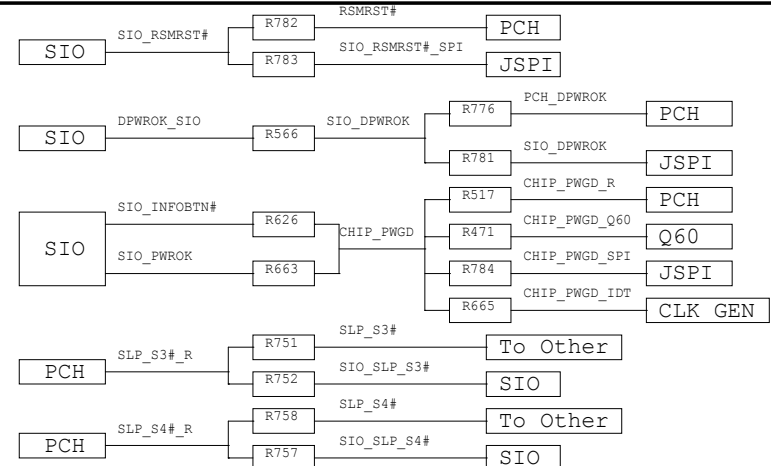 SIO
SIO_RSMRST#
R782
RSMRST#
PCH
R783
SIO_RSMRST#_SPI
JSPI
SIO
DPWROK_SIO
R566
SIO_DPWROK
R776
PCH_DPWROK
PCH
R781
SIO_DPWROK
JSPI
SIO
SIO_INFOBTN#
R626
SIO_PWROK
R663
CHIP_PWGD
R517
CHIP_PWGD_R
PCH
R471
CHIP_PWGD_Q60
Q60
R784
CHIP_PWGD_SPI
JSPI
R665
CHIP_PWGD_IDT
CLK GEN
PCH
SLP_S3#_R
R751
SLP_S3#
To Other
R752
SIO_SLP_S3#
SIO
PCH
SLP_S4#_R
R758
SLP_S4#
To Other
R757
SIO_SLP_S4#
SIO